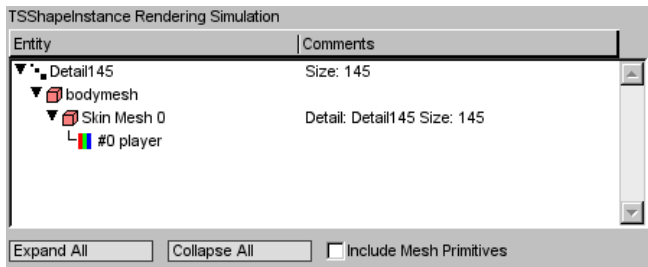 TSShapeInstance Rendering Simulation
Entity Comments
Detail145 Size: 145
bodymesh
Skin Mesh 0 Detail: Detail145 Size: 145
#0 player
Expand All Collapse All Include Mesh Primitives